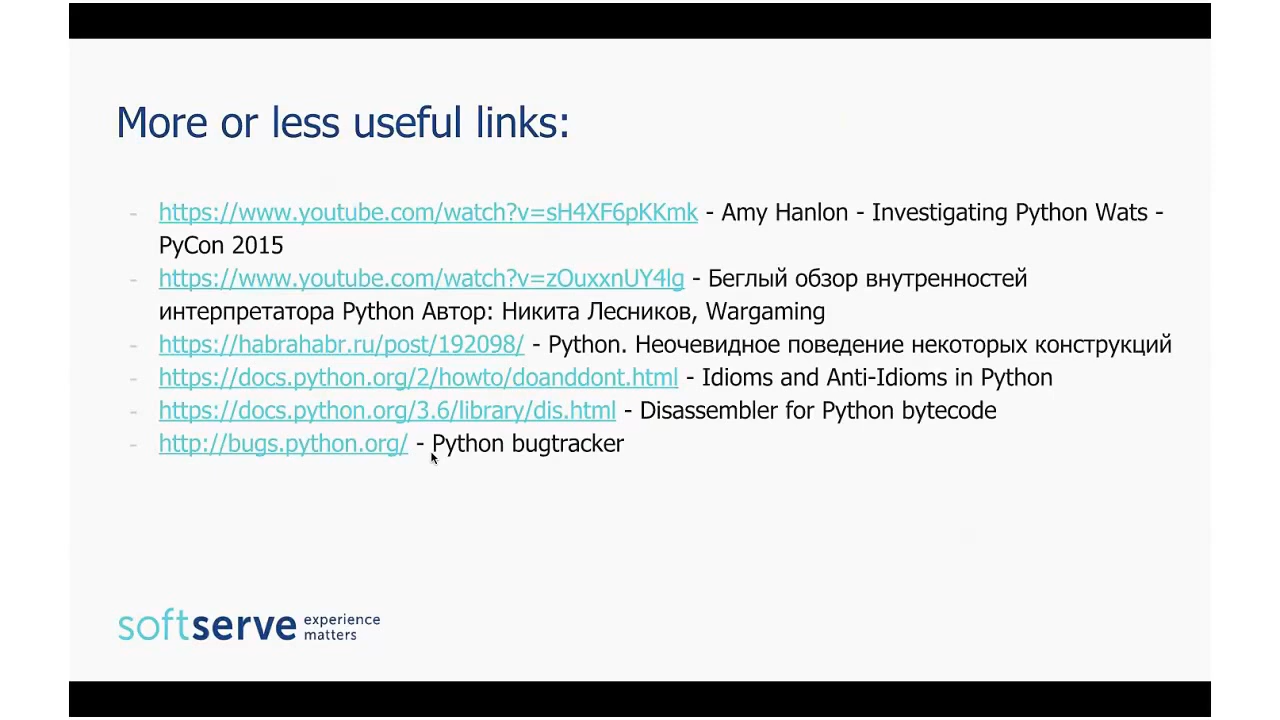 More or less useful links:
- https://www.youtube.com/watch?v=sH4XF6pKKmk - Amy Hanlon - Investigating Python Wats -
PyCon 2015
- https://www.youtube.com/watch?v=zOuxxnUY4lg - Беглый обзор внутренностей
интерпретатора Python Автор: Никита Лесников, Wargaming
- https://habrahabr.ru/post/192098/ - Python. Неочевидное поведение некоторых конструкций
- https://docs.python.org/2/howto/doanddont.html - Idioms and Anti-Idioms in Python
- https://docs.python.org/3.6/library/dis.html - Disassembler for Python bytecode
- http://bugs.python.org/ - Python bugtracker
softserve experience
matters